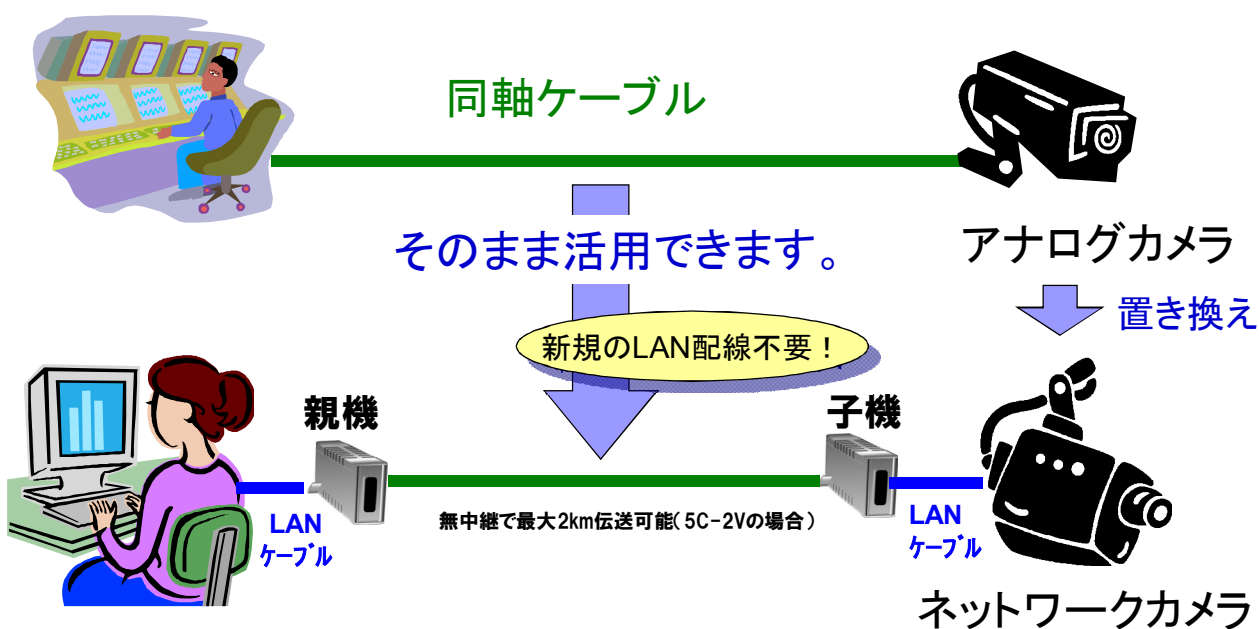 同軸ケーブル
そのまま活用できます。
アナログカメラ
置き換え
新規のLAN配線不要！
親機
子機
LAN
ケーブル
無中継で最大2km伝送可能（5C-2Vの場合）
LAN
ケーブル
ネットワークカメラ